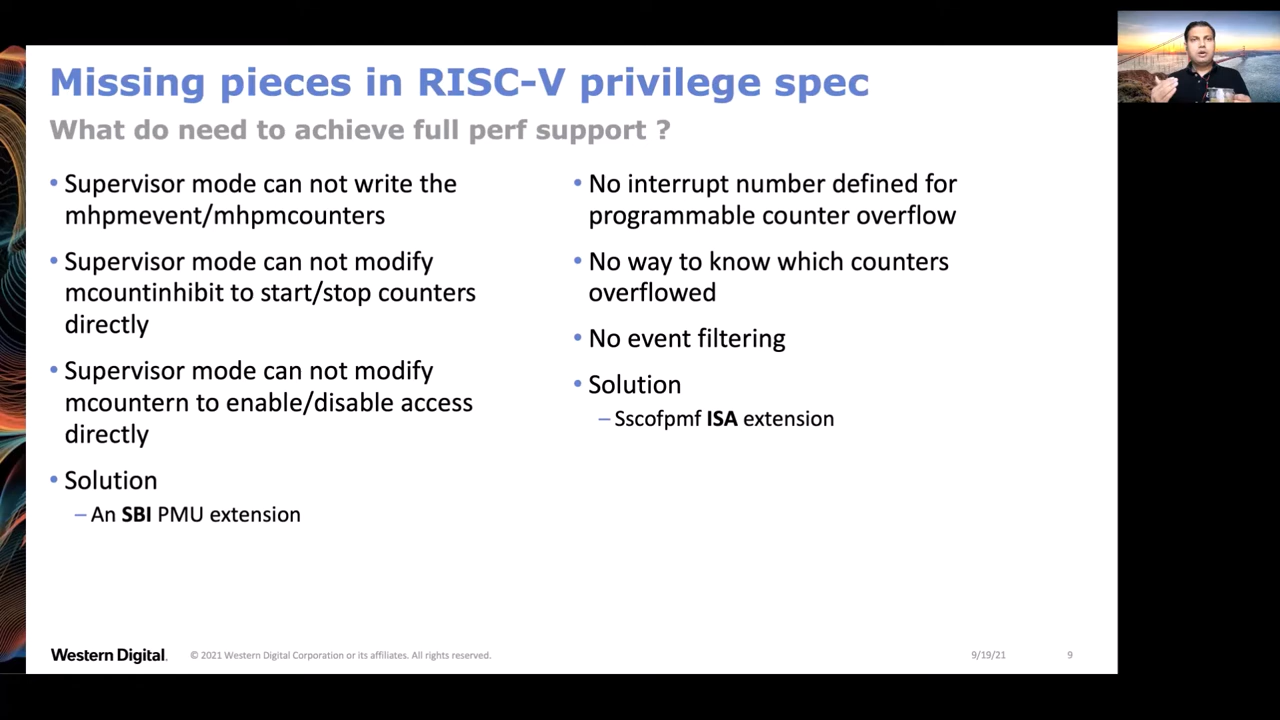 Missing pieces in RISC-V privilege spec
What do need to achieve full perf support ?
• Supervisor mode can not write the
mhpmevent/mhpmcounters
• Supervisor mode can not modify
mcountinhibit to start/stop counters
directly
• Supervisor mode can not modify
mcountern to enable/disable access
directly
• Solution
– An SBI PMU extension
• No interrupt number defined for
programmable counter overflow
• No way to know which counters
overflowed
• No event filtering
• Solution
– Sscofpmf ISA extension
Western Digital.
© 2021 Western Digital Corporation or its affiliates. All rights reserved.
9/19/21
9